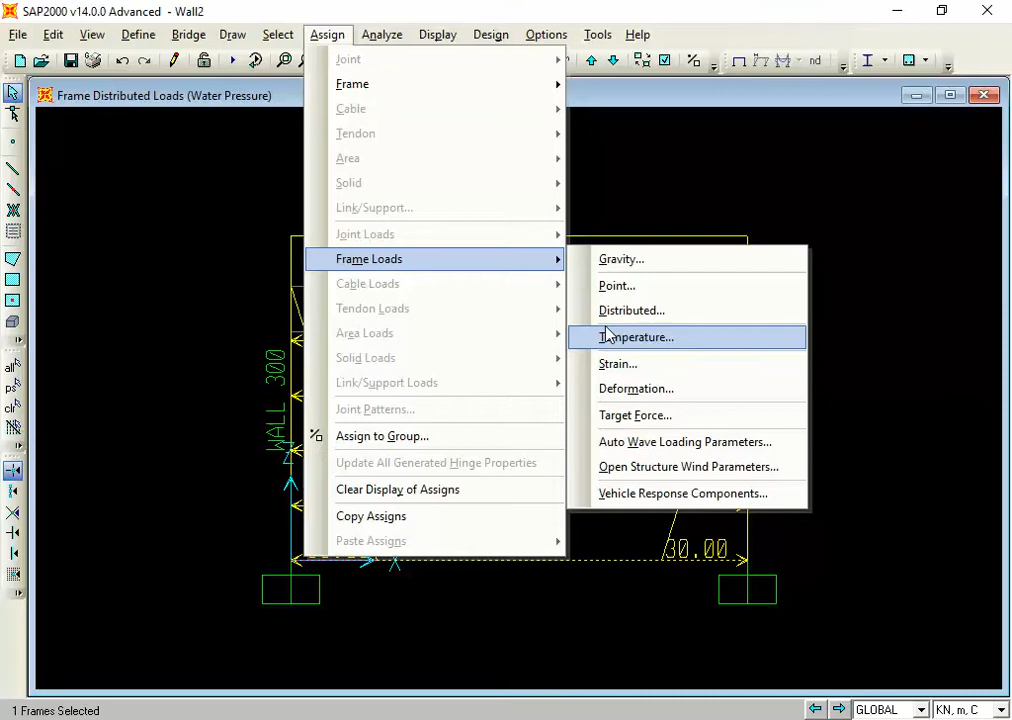 SAP2000 v14.0.0 Advanced - Wall2
File Edit View Define Bridge Draw Select Assign Analyze Display Design Options Tools Help
nd
Frame Distributed Loads (Water Pressure)
Joint
Frame
Cable
Tendon
Area
Solid
Link/Support...
Joint Loads
Frame Loads
Cable Loads
Tendon Loads
Area Loads
Solid Loads
Link/Support Loads
Joint Patterns...
Assign to Group...
Update All Generated Hinge Properties
Clear Display of Assigns
Copy Assigns
Paste Assigns
Gravity...
Point...
Distributed...
Temperature...
Strain...
Deformation...
Target Force...
Auto Wave Loading Parameters...
Open Structure Wind Parameters...
Vehicle Response Components...
all
ps
clr
WALL 300
Z
X
30.00
1 Frames Selected
GLOBAL
KN, m, C